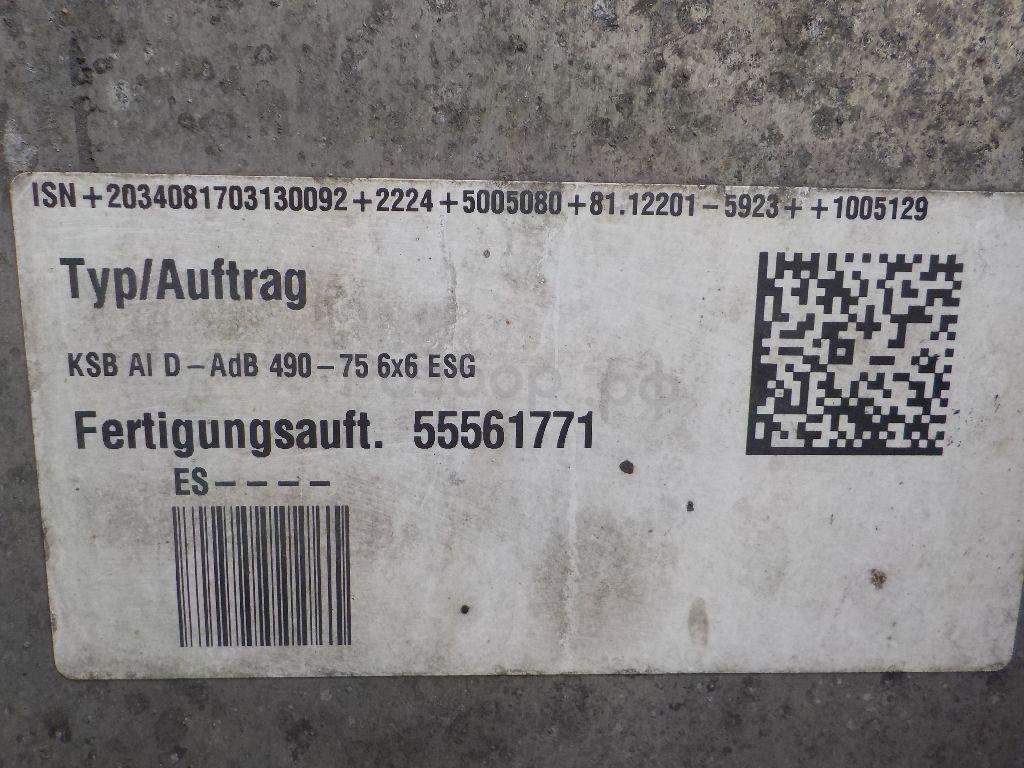 ISN+2034081703130092+2224+5005080+81.12201-5923++1005129
Typ/Auftrag
KSB Al D-AdB 490-75 6x6 ESG
Fertigungsauft. 55561771
ES----